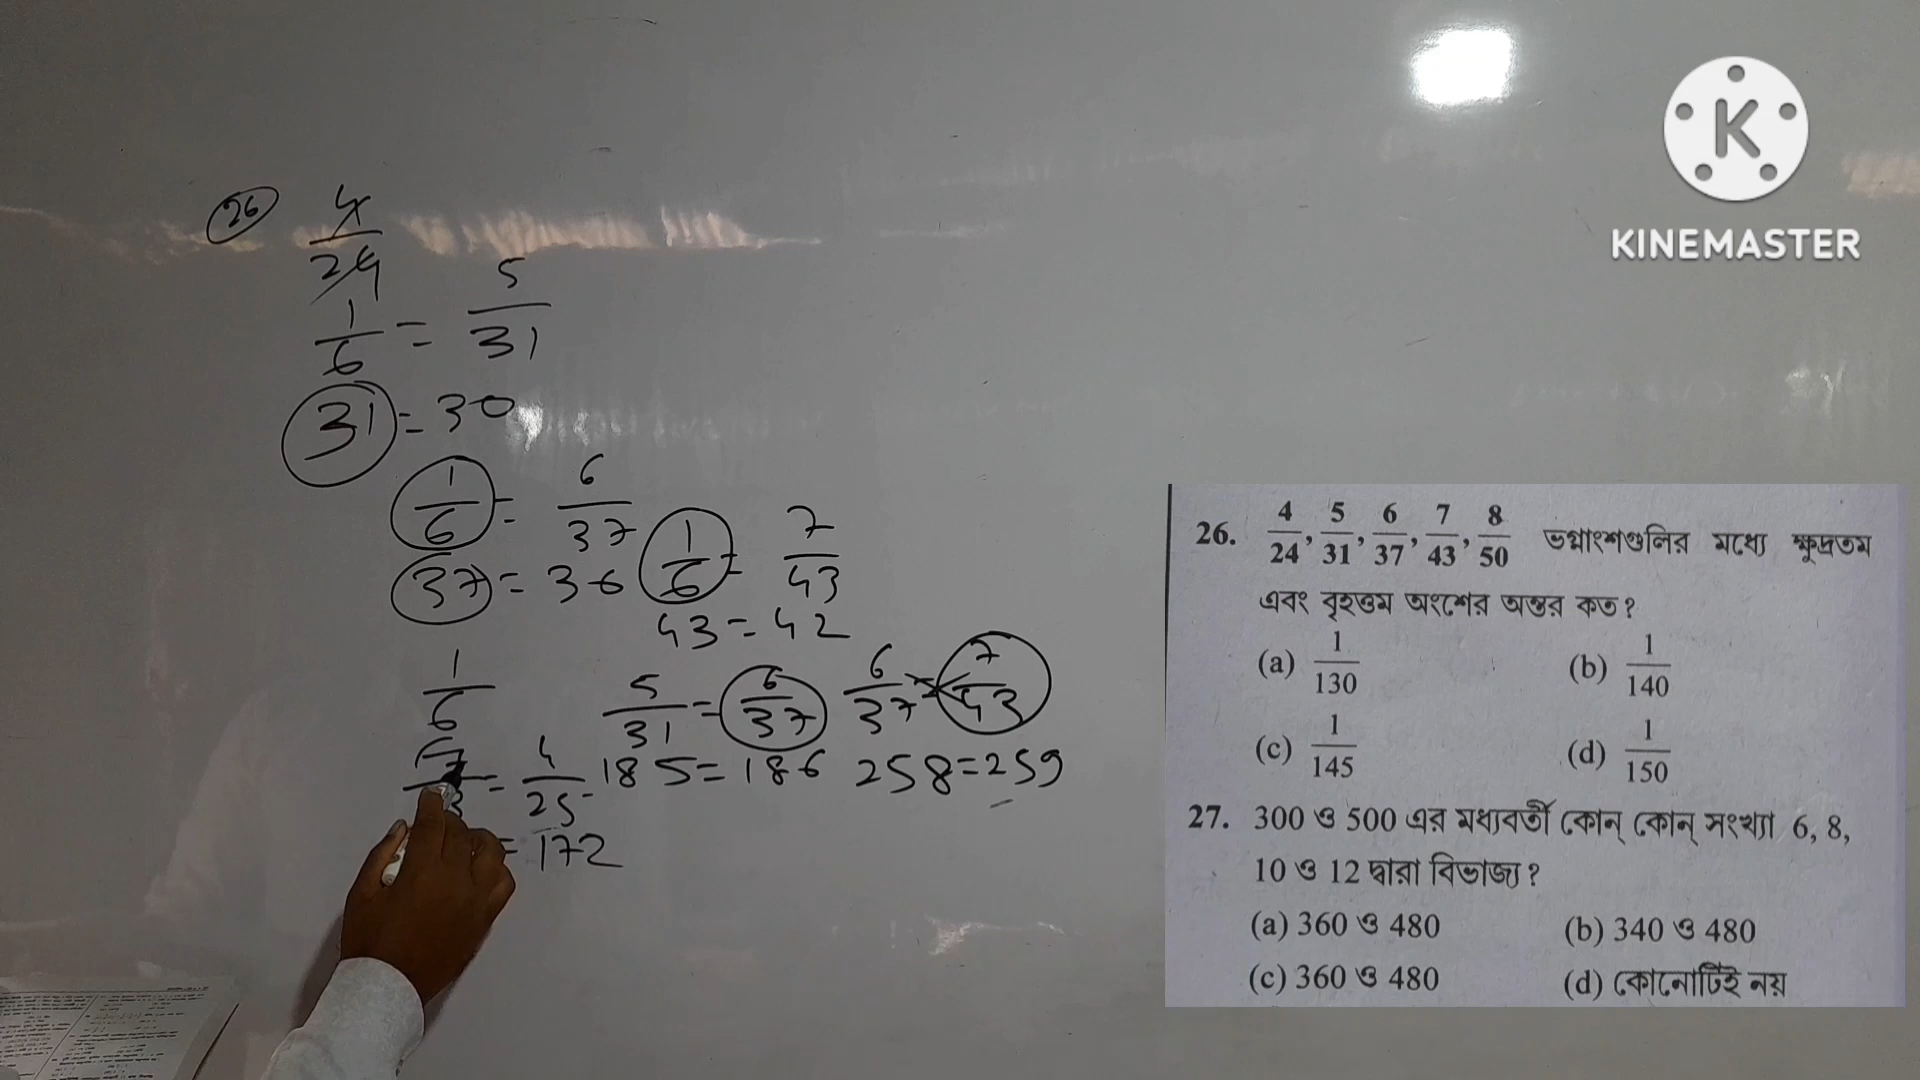 KINEMASTER
26
4/24
1/6 = 5/31
31 = 30
1/6 = 6/37
37 = 36
1/6 = 7/43
43 = 42
1/6
5/31 = 6/37
185 = 186
6/37 = 7/43
258 = 259
= 4/25
= 172
26. 4/24, 5/31, 6/37, 7/43, 8/50 ভগ্নাংশগুলির মধ্যে ক্ষুদ্রতম
এবং বৃহত্তম অংশের অন্তর কত?
(a) 1/130 (b) 1/140
(c) 1/145 (d) 1/150
27. 300 ও 500 এর মধ্যবর্তী কোন্ কোন্ সংখ্যা 6, 8,
10 ও 12 দ্বারা বিভাজ্য?
(a) 360 ও 480 (b) 340 ও 480
(c) 360 ও 480 (d) কোনোটিই নয়